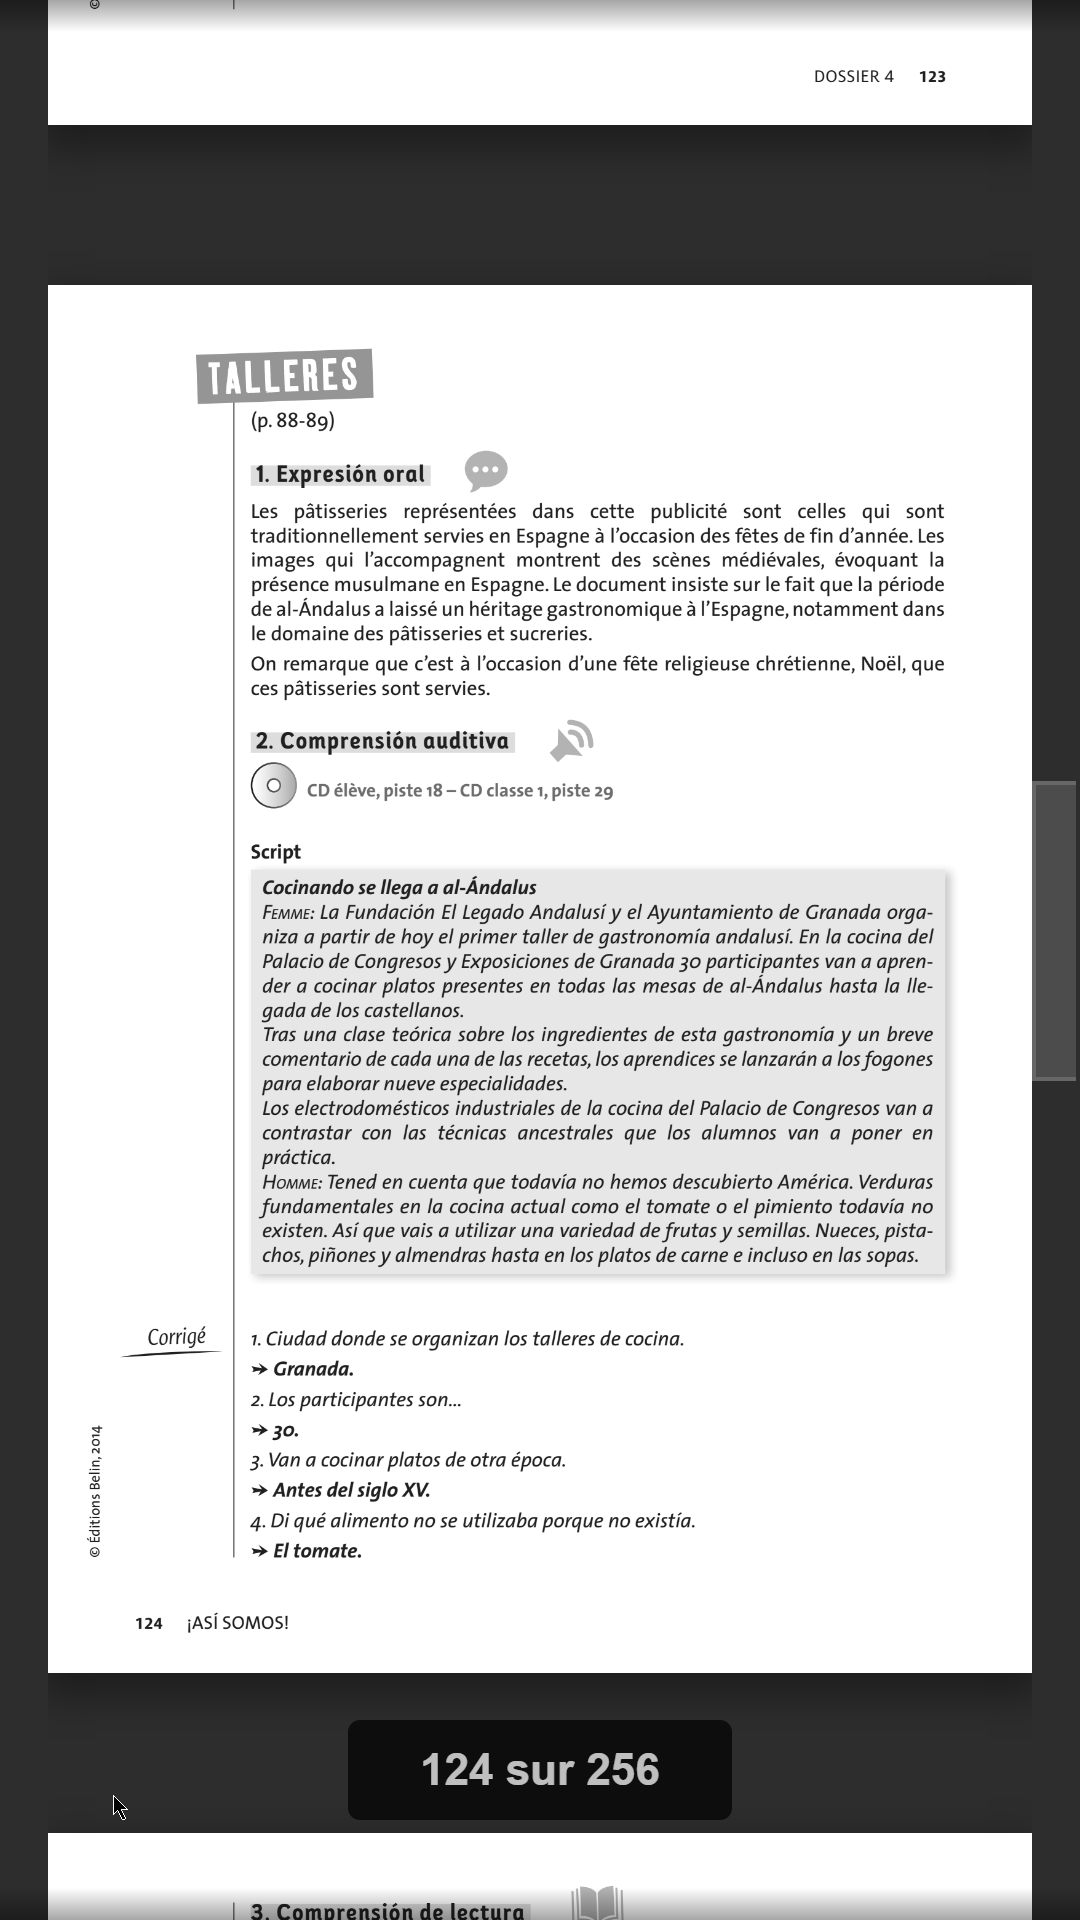 ©
DOSSIER 4 123
TALLERES
(p. 88-89)
1. Expresión oral
Les pâtisseries représentées dans cette publicité sont celles qui sont
traditionnellement servies en Espagne à l'occasion des fêtes de fin d'année. Les
images qui l'accompagnent montrent des scènes médiévales, évoquant la
présence musulmane en Espagne. Le document insiste sur le fait que la période
de al-Ándalus a laissé un héritage gastronomique à l'Espagne, notamment dans
le domaine des pâtisseries et sucreries.
On remarque que c'est à l'occasion d'une fête religieuse chrétienne, Noël, que
ces pâtisseries sont servies.
2. Comprensión auditiva
CD élève, piste 18 – CD classe 1, piste 29
Script
Cocinando se llega a al-Ándalus
FEMME: La Fundación El Legado Andalusí y el Ayuntamiento de Granada orga-
niza a partir de hoy el primer taller de gastronomía andalusí. En la cocina del
Palacio de Congresos y Exposiciones de Granada 30 participantes van a apren-
der a cocinar platos presentes en todas las mesas de al-Ándalus hasta la lle-
gada de los castellanos.
Tras una clase teórica sobre los ingredientes de esta gastronomía y un breve
comentario de cada una de las recetas, los aprendices se lanzarán a los fogones
para elaborar nueve especialidades.
Los electrodomésticos industriales de la cocina del Palacio de Congresos van a
contrastar con las técnicas ancestrales que los alumnos van a poner en
práctica.
HOMME: Tened en cuenta que todavía no hemos descubierto América. Verduras
fundamentales en la cocina actual como el tomate o el pimiento todavía no
existen. Así que vais a utilizar una variedad de frutas y semillas. Nueces, pista-
chos, piñones y almendras hasta en los platos de carne e incluso en las sopas.
Corrigé
1. Ciudad donde se organizan los talleres de cocina.
➔ Granada.
2. Los participantes son...
➔ 30.
3. Van a cocinar platos de otra época.
➔ Antes del siglo XV.
4. Di qué alimento no se utilizaba porque no existía.
➔ El tomate.
© Éditions Belin, 2014
124 ¡ASÍ SOMOS!
124 sur 256
3. Comprensión de lectura